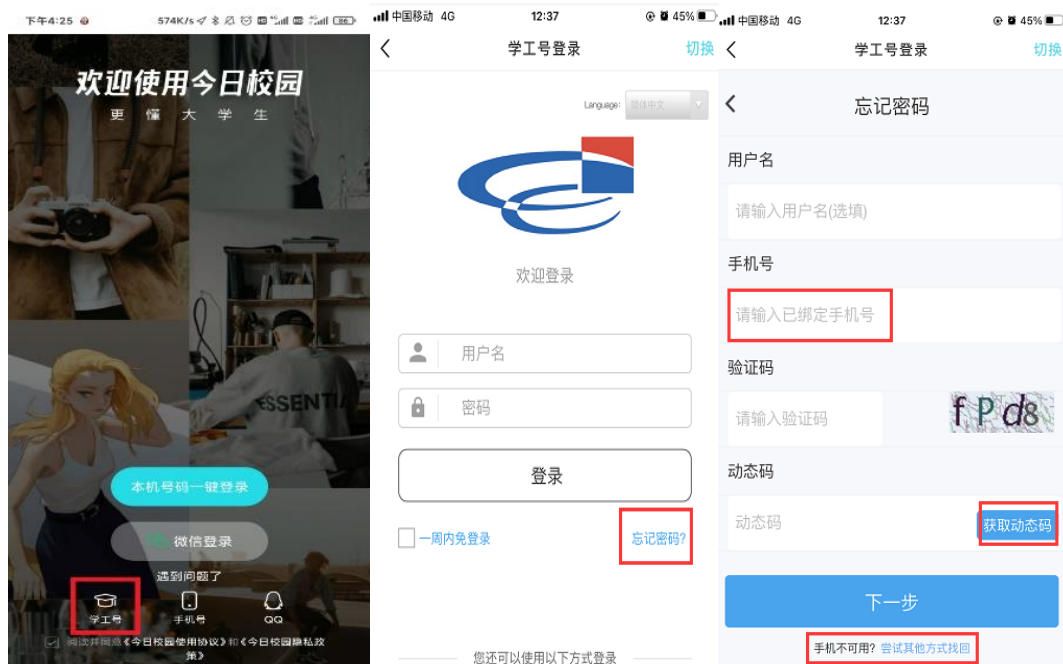 下午4:25
574K/s
欢迎使用今日校园
更懂大学生
ESSENTI
本机号码一键登录
微信登录
遇到问题了
学工号
手机号
QQ
阅读并同意《今日校园使用协议》和《今日校园隐私政
策》
中国移动 4G
12:37
45%
学工号登录
切换
Language:
简体中文
欢迎登录
用户名
密码
登录
一周内免登录
忘记密码?
您还可以使用以下方式登录
中国移动 4G
12:37
45%
学工号登录
切换
忘记密码
用户名
请输入用户名(选填)
手机号
请输入已绑定手机号
验证码
请输入验证码
fPd8
动态码
动态码
获取动态码
下一步
手机不可用? 尝试其他方式找回